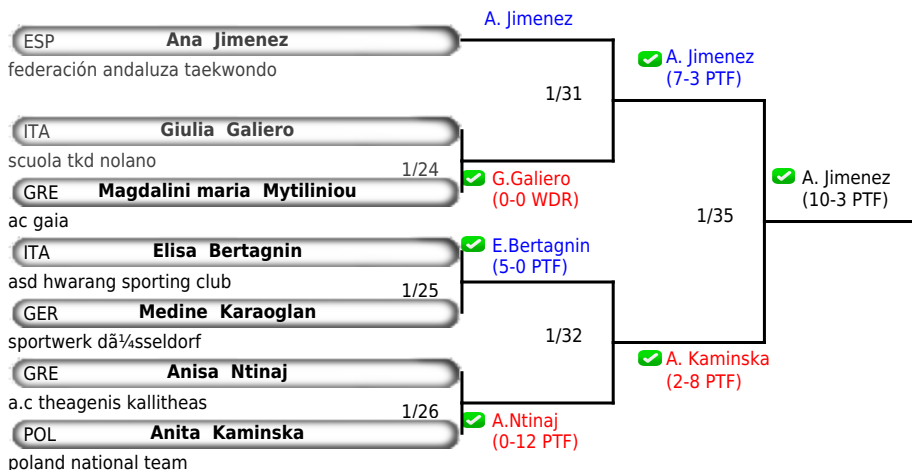 A. Jimenez
ESP Ana Jimenez
federación andaluza taekwondo
A. Jimenez
(7-3 PTF)
1/31
ITA Giulia Galiero
scuola tkd nolano
1/24
G.Galiero
(0-0 WDR)
GRE Magdalini maria Mytiliniou
ac gaia
A. Jimenez
(10-3 PTF)
1/35
ITA Elisa Bertagnin
asd hwarang sporting club
E.Bertagnin
(5-0 PTF)
1/25
GER Medine Karaoglan
sportwerk dã¼sseldorf
1/32
A. Kaminska
(2-8 PTF)
GRE Anisa Ntinaj
a.c theagenis kallitheas
1/26
A.Ntinaj
(0-12 PTF)
POL Anita Kaminska
poland national team